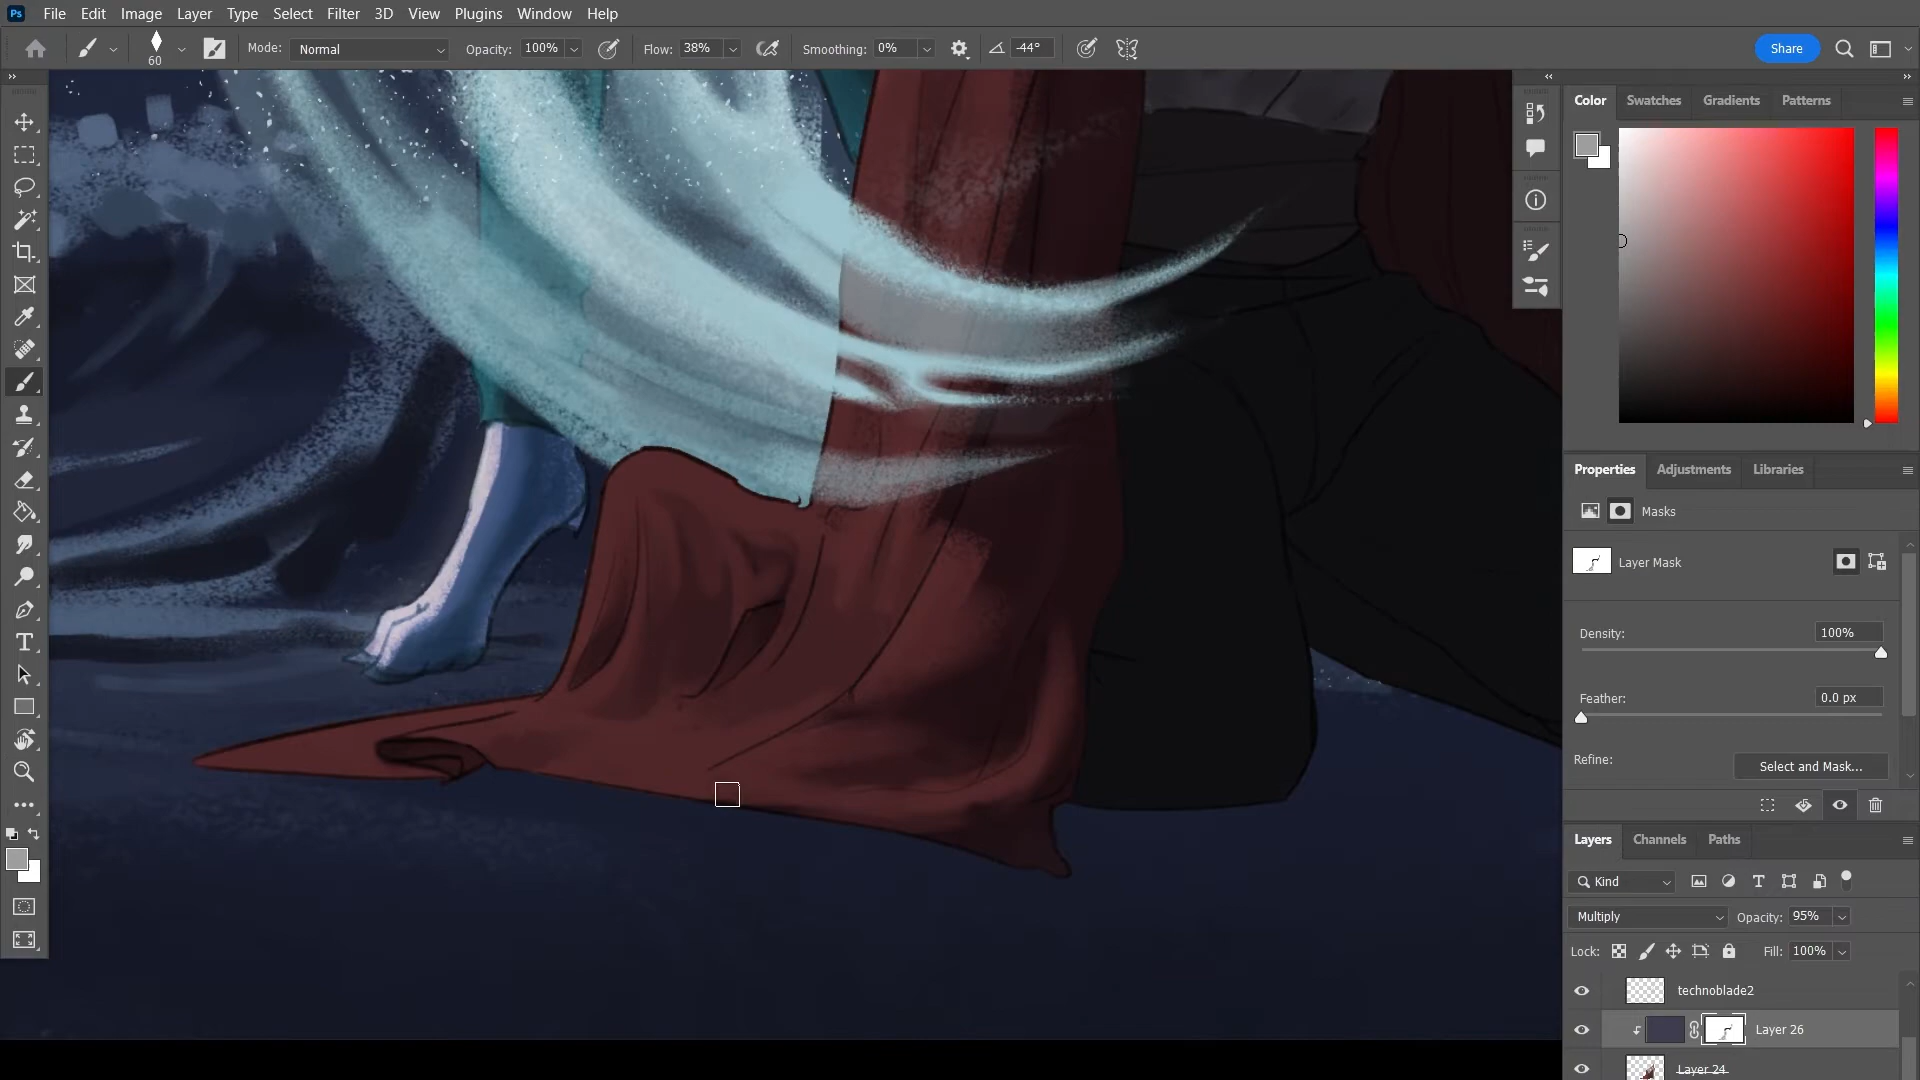 Ps File Edit Image Layer Type Select Filter 3D View Plugins Window Help
60 Mode: Normal Opacity: 100% Flow: 38% Smoothing: 0% -44° Share
Color Swatches Gradients Patterns
Properties Adjustments Libraries
Masks
Layer Mask
Density: 100%
Feather: 0.0 px
Refine: Select and Mask...
Layers Channels Paths
Kind
Multiply Opacity: 95%
Lock: Fill: 100%
technoblade2
Layer 26
Layer 24